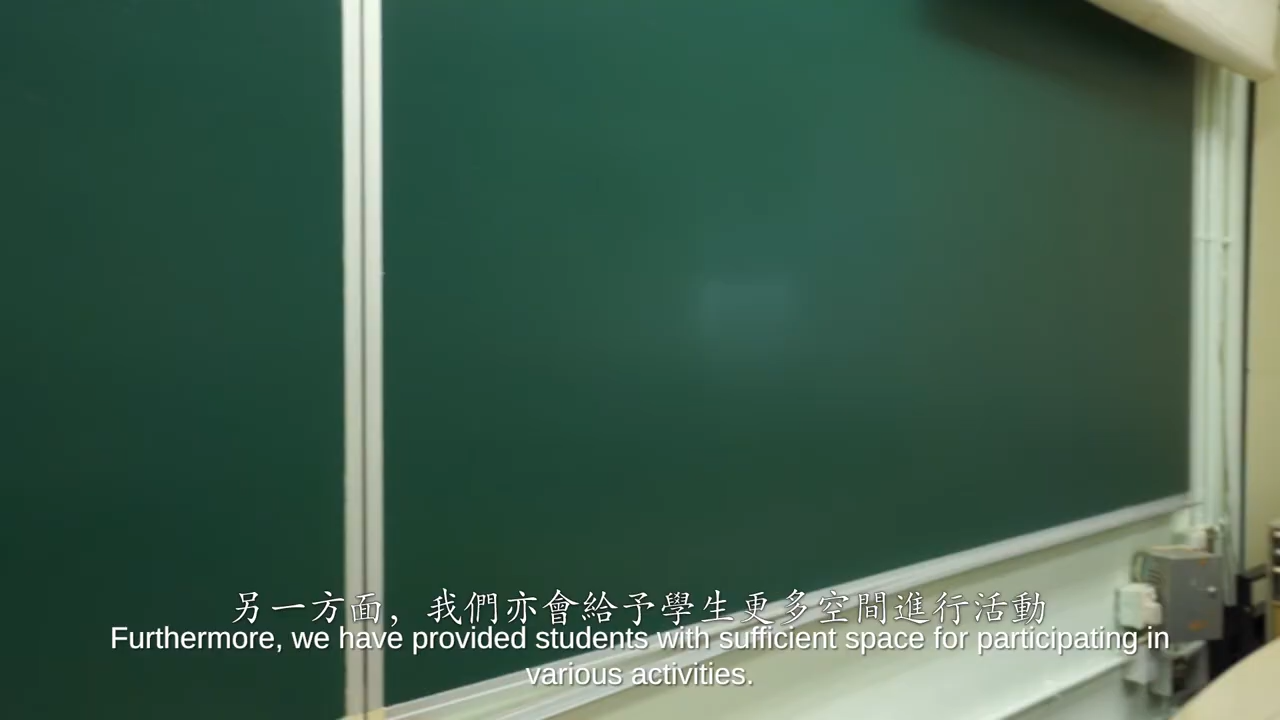 另一方面，我們亦會給予學生更多空間進行活動
Furthermore, we have provided students with sufficient space for participating in
various activities.